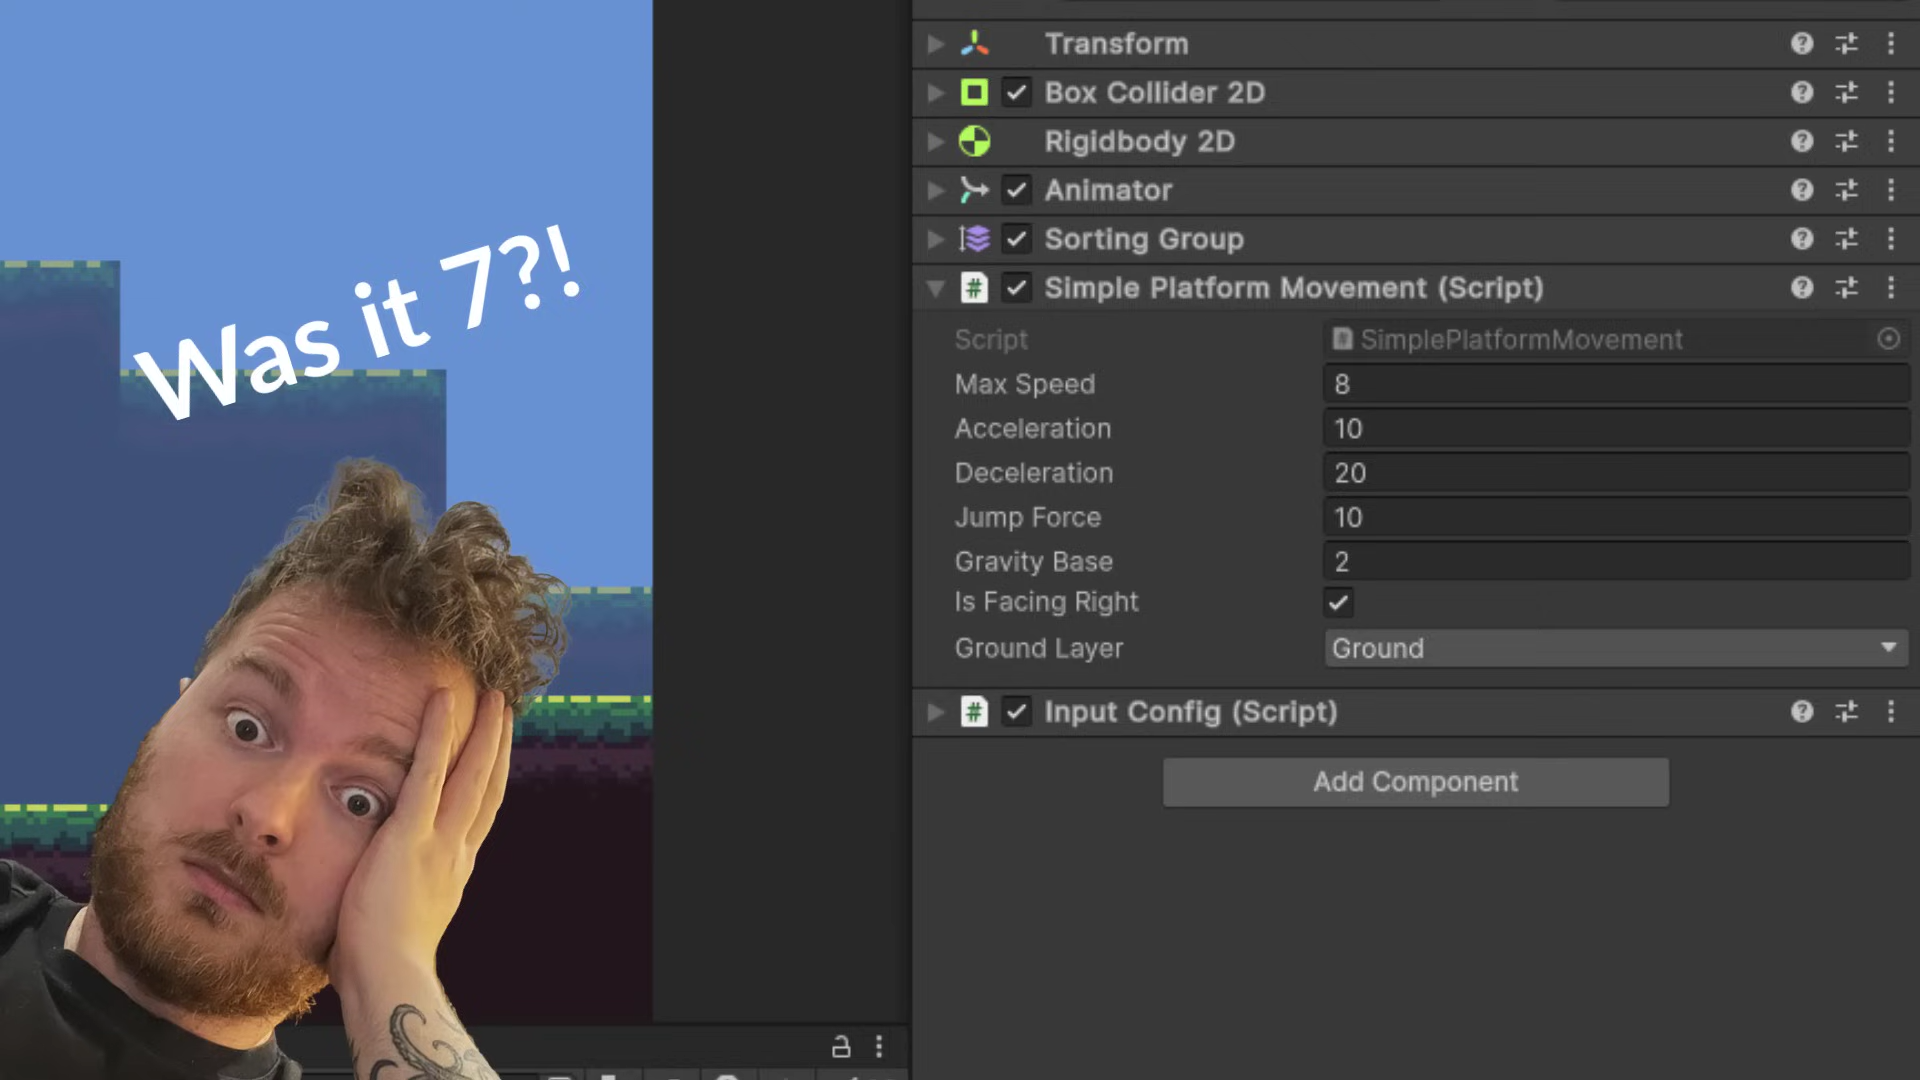 Was it 7?!
Transform
Box Collider 2D
Rigidbody 2D
Animator
Sorting Group
Simple Platform Movement (Script)
Script SimplePlatformMovement
Max Speed 8
Acceleration 10
Deceleration 20
Jump Force 10
Gravity Base 2
Is Facing Right
Ground Layer Ground
Input Config (Script)
Add Component